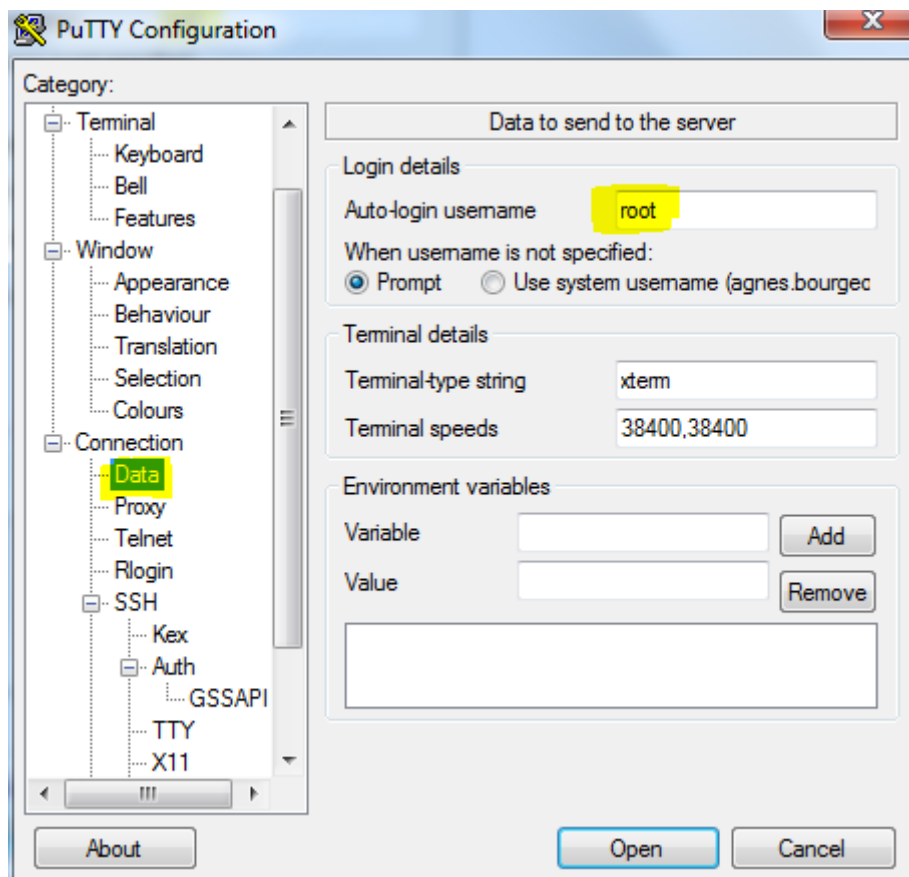 PuTTY Configuration
Category:
Terminal
Keyboard
Bell
Features
Window
Appearance
Behaviour
Translation
Selection
Colours
Connection
Data
Proxy
Telnet
Rlogin
SSH
Kex
Auth
GSSAPI
TTY
X11
Data to send to the server
Login details
Auto-login username root
When username is not specified:
Prompt Use system username (agnes.bourgec
Terminal details
Terminal-type string xterm
Terminal speeds 38400,38400
Environment variables
Variable Add
Value Remove
About Open Cancel